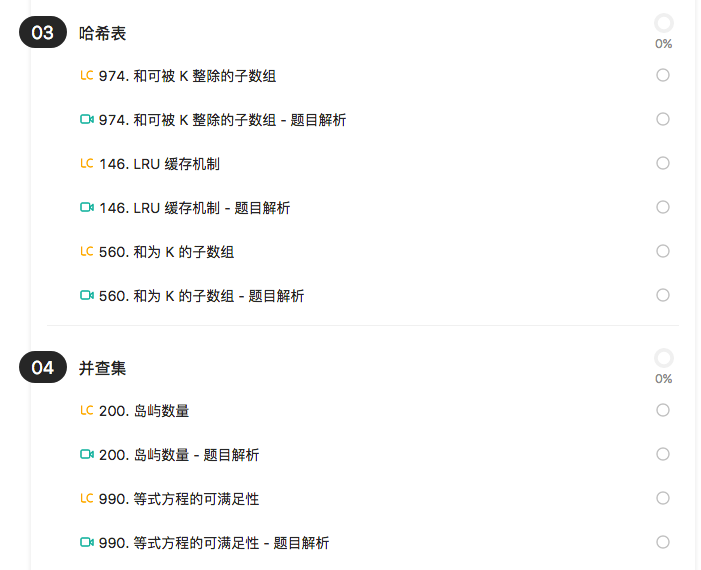 03 哈希表
0%
LC 974. 和可被 K 整除的子数组
974. 和可被 K 整除的子数组 - 题目解析
LC 146. LRU 缓存机制
146. LRU 缓存机制 - 题目解析
LC 560. 和为 K 的子数组
560. 和为 K 的子数组 - 题目解析
04 并查集
0%
LC 200. 岛屿数量
200. 岛屿数量 - 题目解析
LC 990. 等式方程的可满足性
990. 等式方程的可满足性 - 题目解析